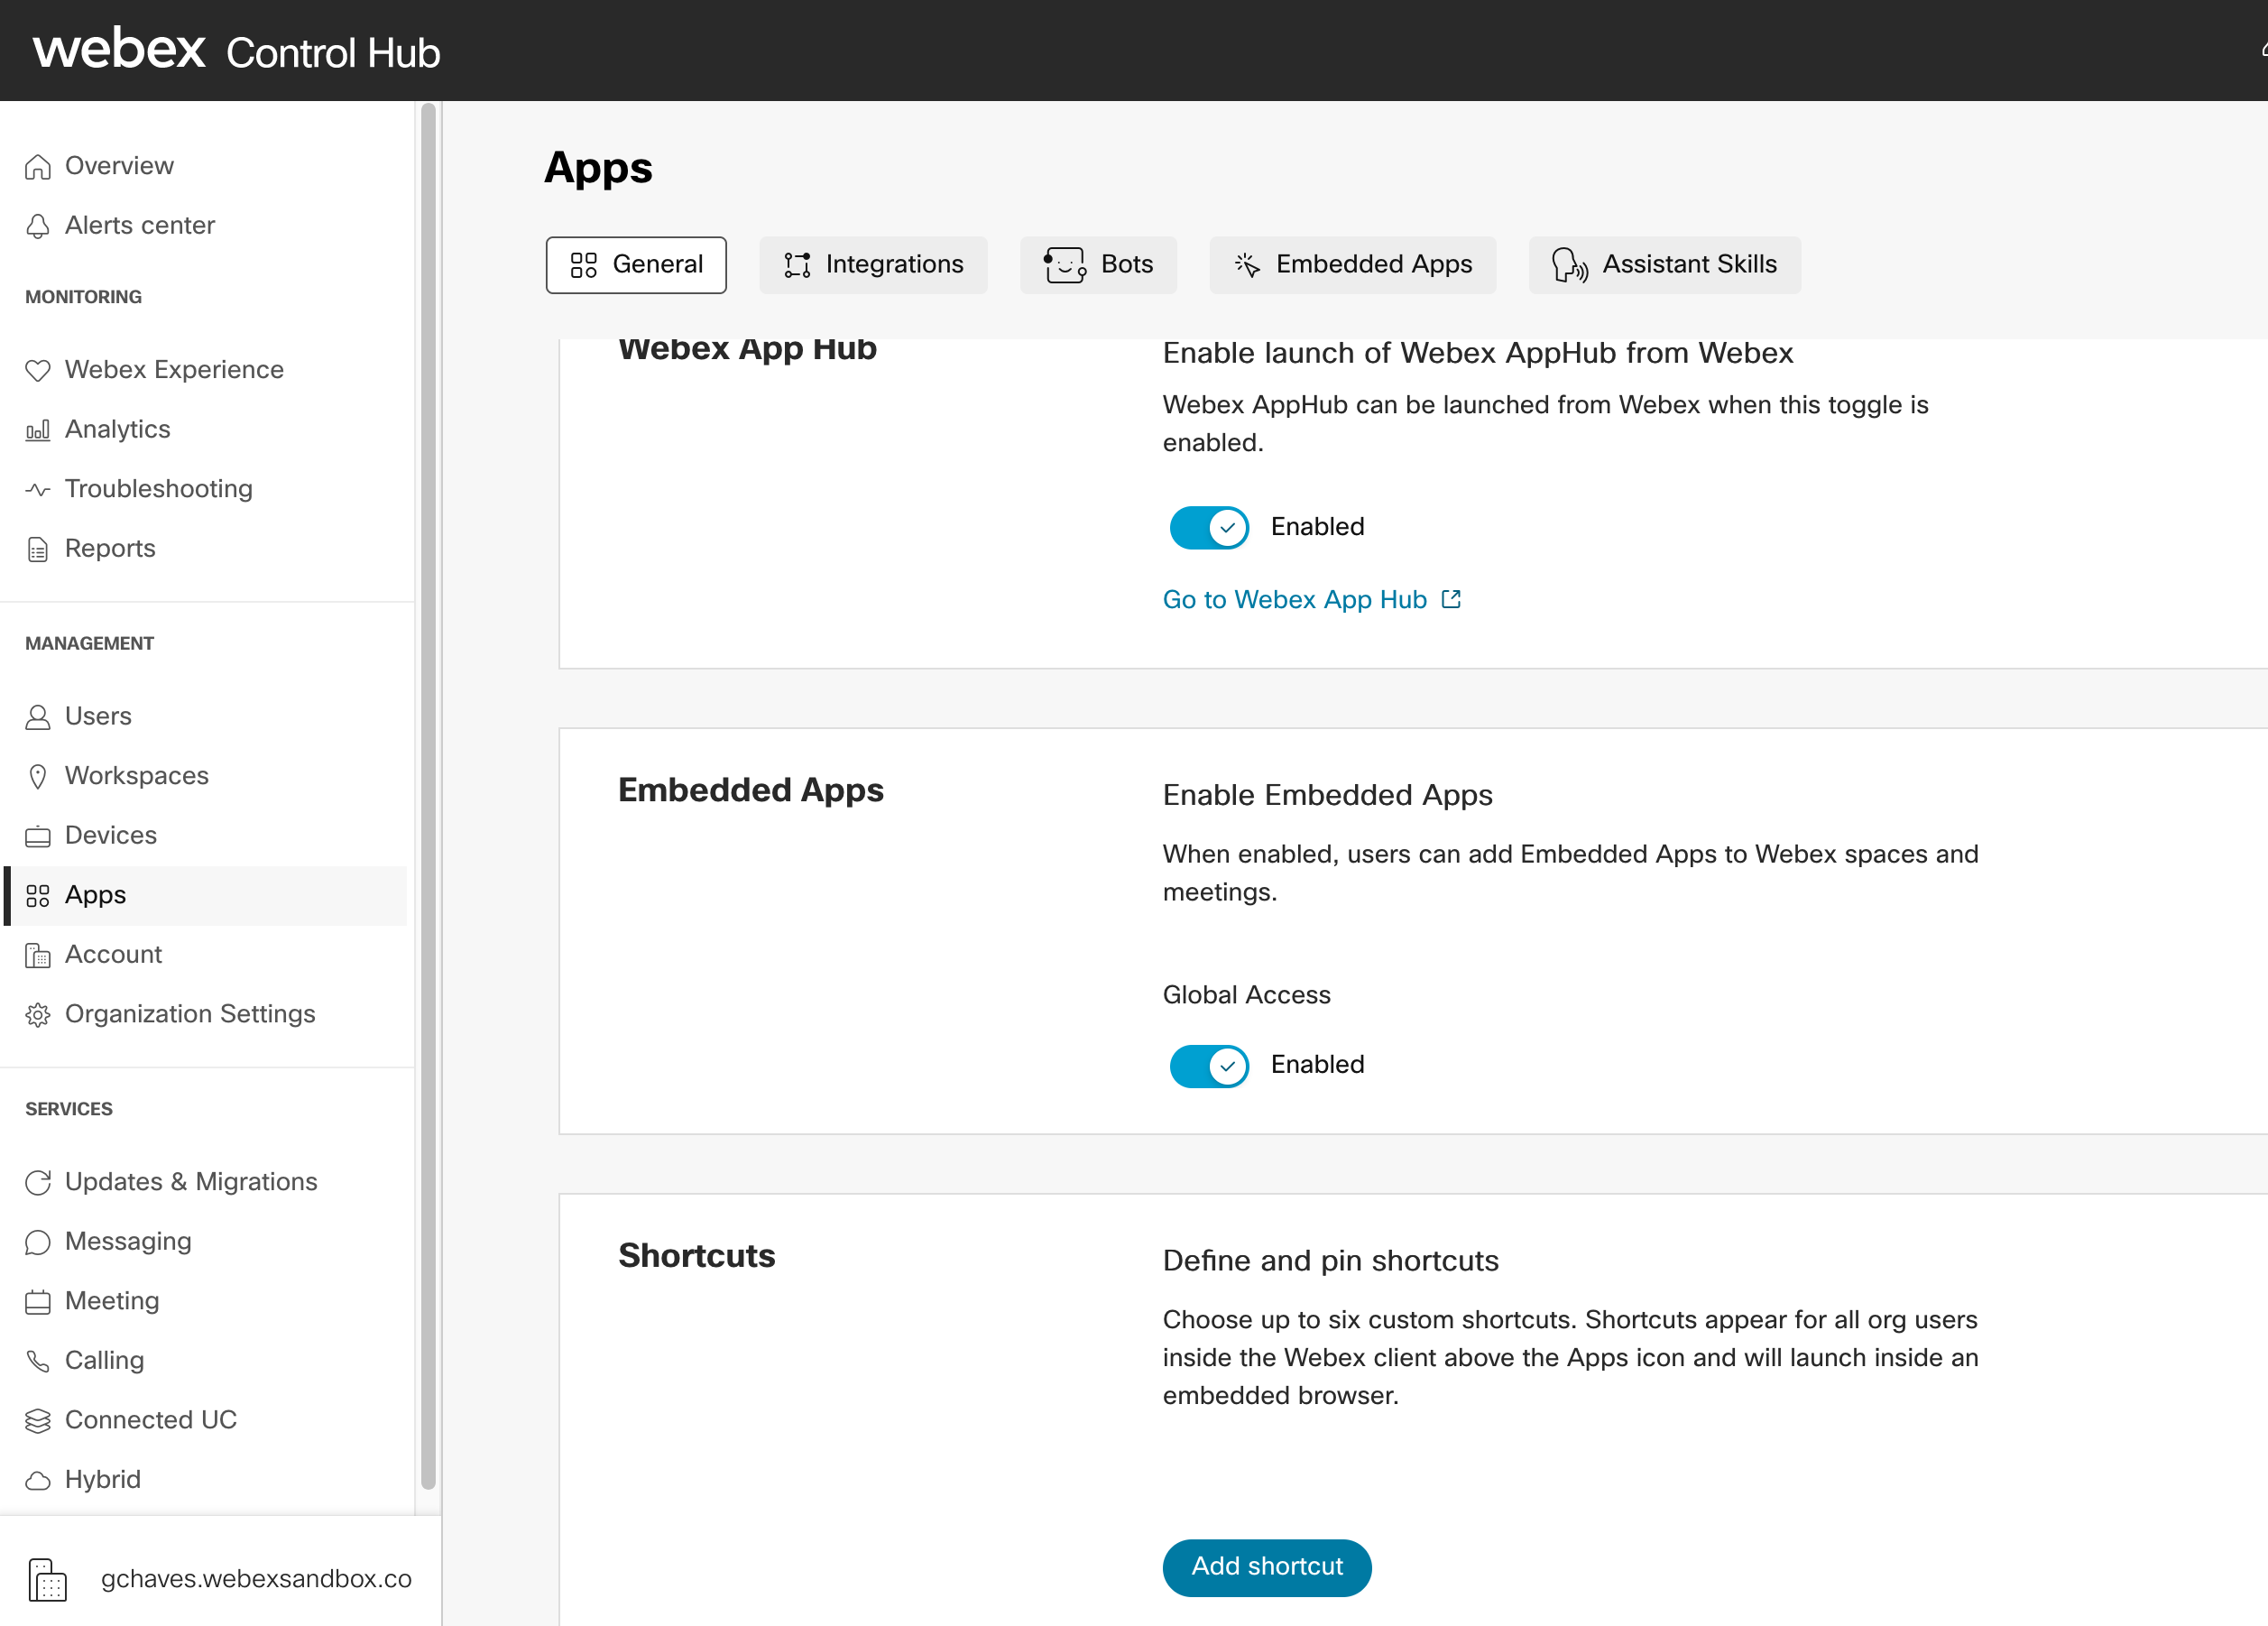 webex Control Hub
Overview
Alerts center
MONITORING
Webex Experience
Analytics
Troubleshooting
Reports
MANAGEMENT
Users
Workspaces
Devices
Apps
Account
Organization Settings
SERVICES
Updates & Migrations
Messaging
Meeting
Calling
Connected UC
Hybrid
gchaves.webexsandbox.co
Apps
General
Integrations
Bots
Embedded Apps
Assistant Skills
Webex App Hub
Enable launch of Webex AppHub from Webex
Webex AppHub can be launched from Webex when this toggle is
enabled.
Enabled
Go to Webex App Hub
Embedded Apps
Enable Embedded Apps
When enabled, users can add Embedded Apps to Webex spaces and
meetings.
Global Access
Enabled
Shortcuts
Define and pin shortcuts
Choose up to six custom shortcuts. Shortcuts appear for all org users
inside the Webex client above the Apps icon and will launch inside an
embedded browser.
Add shortcut